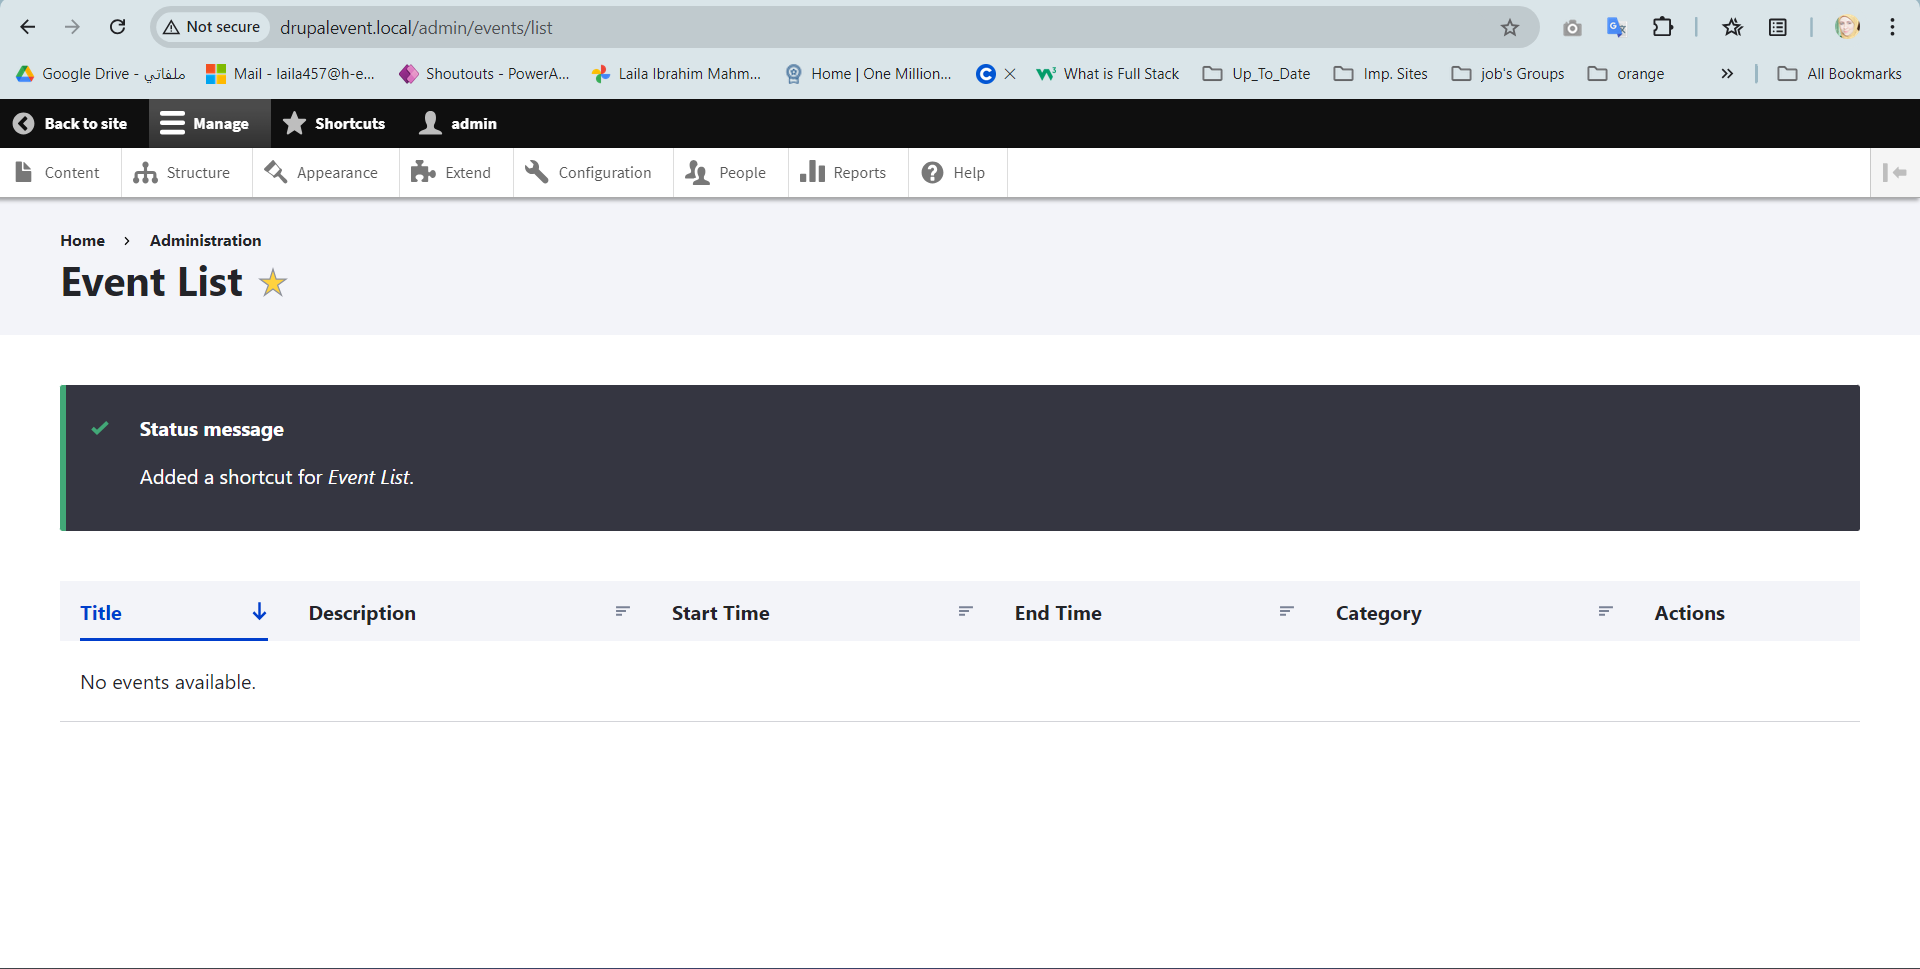 Not secure drupalevent.local/admin/events/list
Google Drive - ملفاتي Mail - laila457@h-e... Shoutouts - PowerA... Laila Ibrahim Mahm... Home | One Million... What is Full Stack Up_To_Date Imp. Sites job's Groups orange All Bookmarks
Back to site Manage Shortcuts admin
Content Structure Appearance Extend Configuration People Reports Help
Home › Administration
Event List
Status message
Added a shortcut for Event List.
Title Description Start Time End Time Category Actions
No events available.